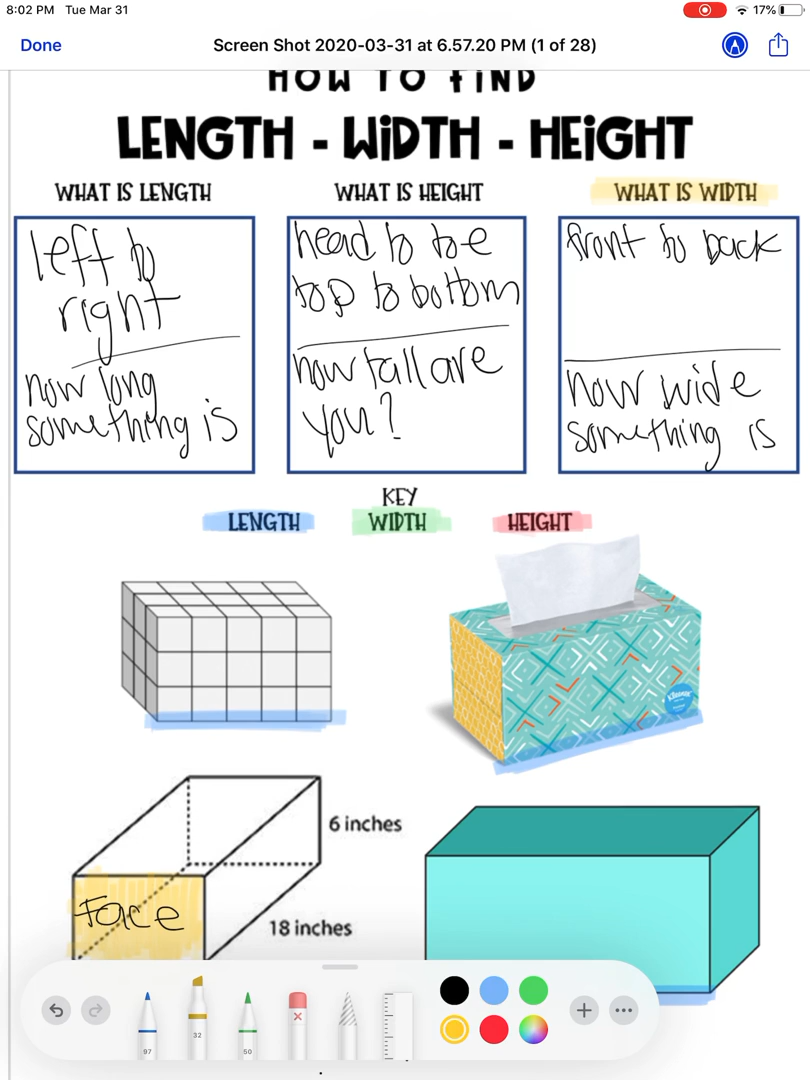 8:02 PM Tue Mar 31
17%
Done
Screen Shot 2020-03-31 at 6.57.20 PM (1 of 28)
HOW TO FIND
LENGTH - WIDTH - HEIGHT
WHAT IS LENGTH
WHAT IS HEIGHT
WHAT IS WIDTH
left to
right
how long
something is
head to toe
top to bottom
how tall are
you?
front to back
how wide
something is
KEY
LENGTH
WIDTH
HEIGHT
Kleenex
6 inches
Face
18 inches
97
32
50